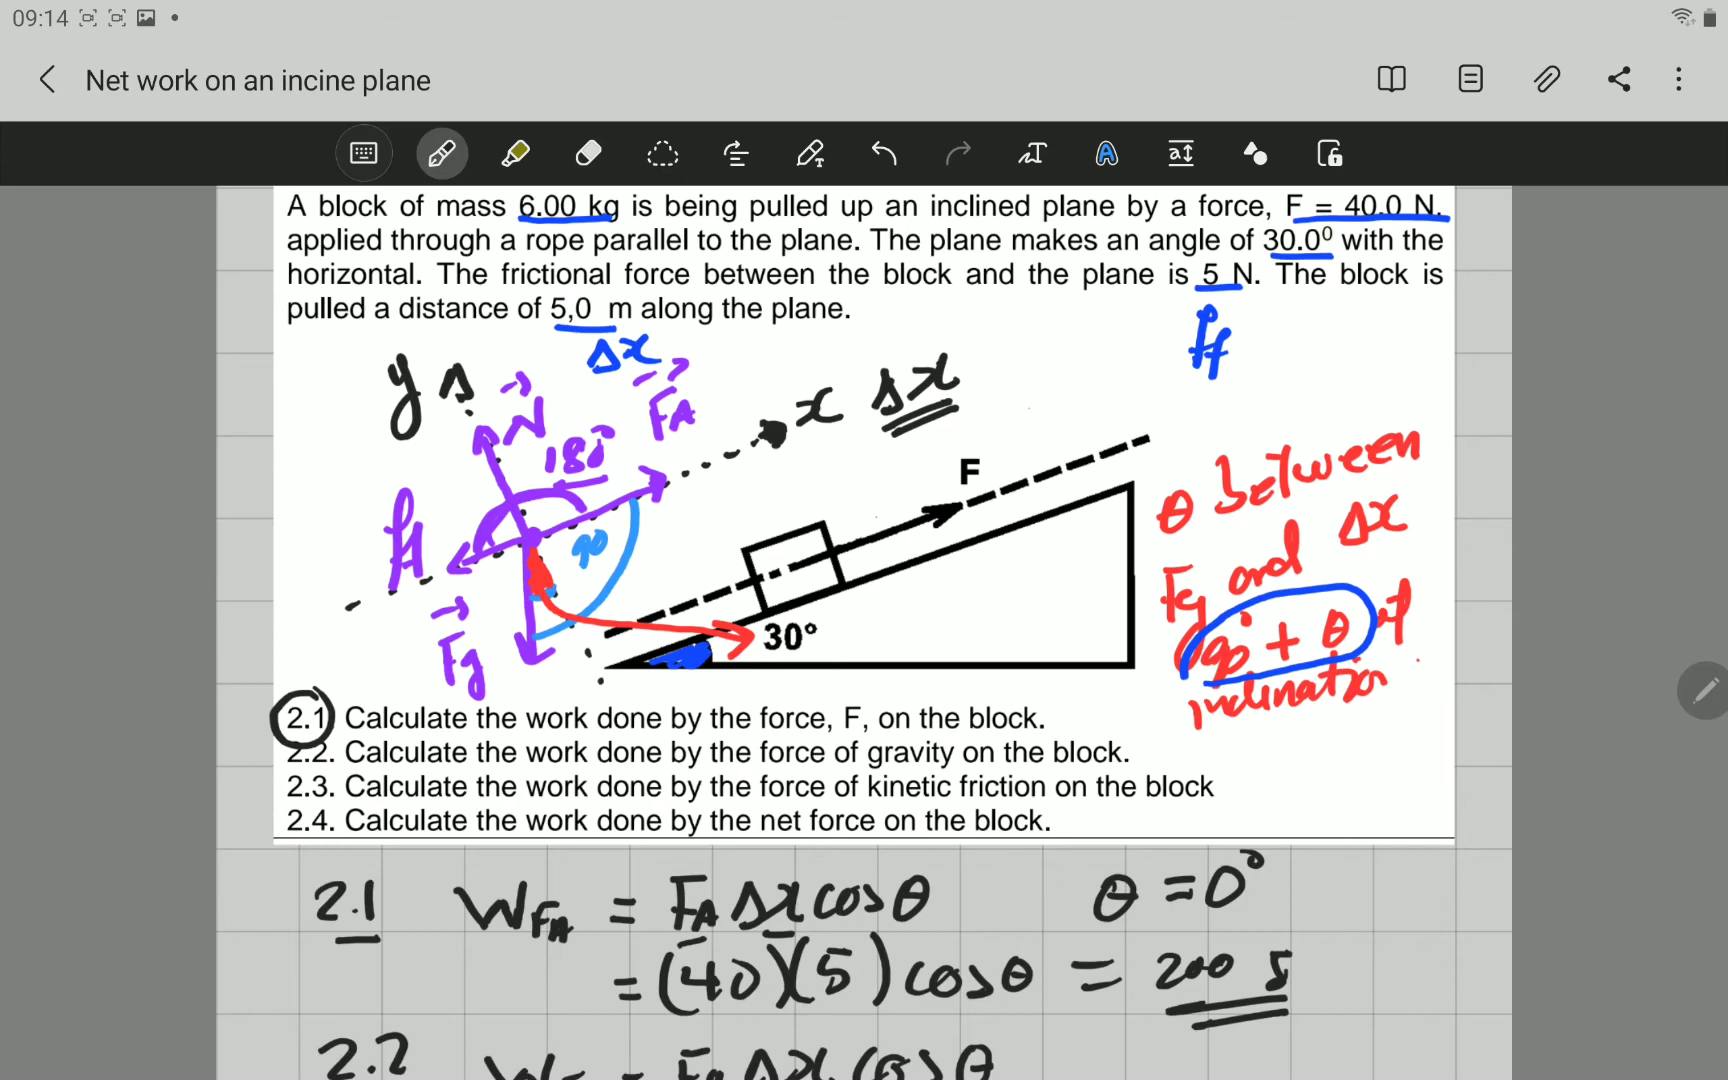 09:14
Net work on an incine plane
A block of mass 6.00 kg is being pulled up an inclined plane by a force, F = 40.0 N,
applied through a rope parallel to the plane. The plane makes an angle of 30.0⁰ with the
horizontal. The frictional force between the block and the plane is 5 N. The block is
pulled a distance of 5,0 m along the plane.
Δx
y
N
FA
x Δx
180°
F
90
Fg
30°
θ between
Fg and Δx
90° + θ of
inclination
2.1 Calculate the work done by the force, F, on the block.
2.2. Calculate the work done by the force of gravity on the block.
2.3. Calculate the work done by the force of kinetic friction on the block
2.4. Calculate the work done by the net force on the block.
2.1 WFA = FA Δx cosθ θ = 0°
= (40)(5) cosθ = 200 J
2.2 = Fg Δx cosθ